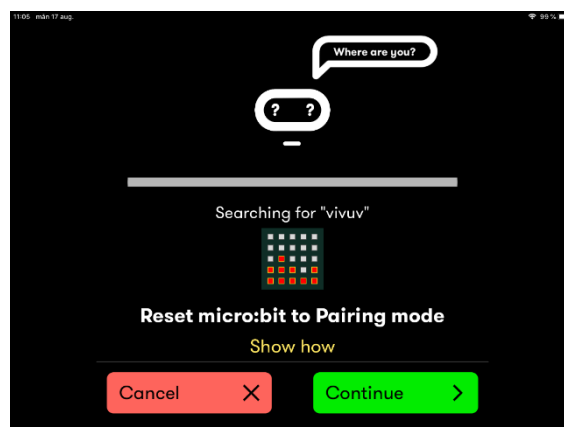 11:05 mán 17 aug.
99 %
Where are you?
? ?
Searching for "vivuv"
Reset micro:bit to Pairing mode
Show how
Cancel
Continue